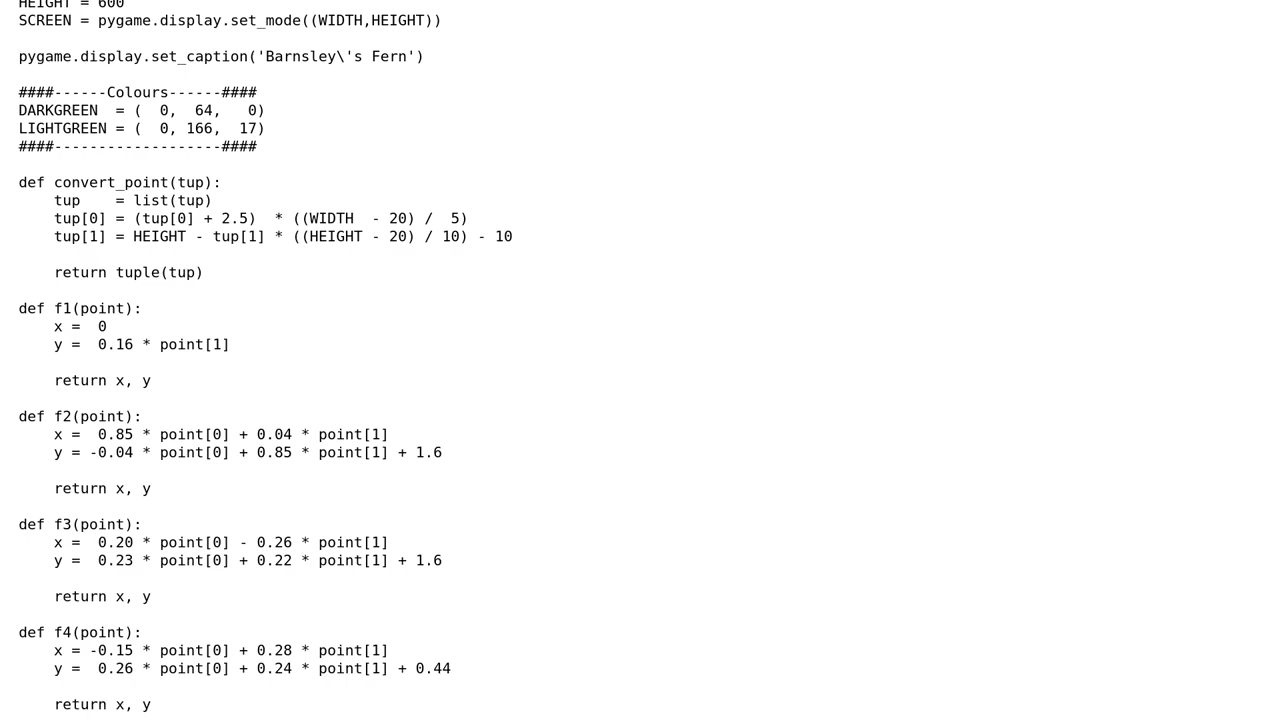 HEIGHT = 600
SCREEN = pygame.display.set_mode((WIDTH,HEIGHT))

pygame.display.set_caption('Barnsley\'s Fern')

####------Colours------####
DARKGREEN  = (  0,  64,   0)
LIGHTGREEN = (  0, 166,  17)
####-------------------####

def convert_point(tup):
    tup    = list(tup)
    tup[0] = (tup[0] + 2.5)  * ((WIDTH  - 20) /  5)
    tup[1] = HEIGHT - tup[1] * ((HEIGHT - 20) / 10) - 10

    return tuple(tup)

def f1(point):
    x =  0
    y =  0.16 * point[1]

    return x, y

def f2(point):
    x =  0.85 * point[0] + 0.04 * point[1]
    y = -0.04 * point[0] + 0.85 * point[1] + 1.6

    return x, y

def f3(point):
    x =  0.20 * point[0] - 0.26 * point[1]
    y =  0.23 * point[0] + 0.22 * point[1] + 1.6

    return x, y

def f4(point):
    x = -0.15 * point[0] + 0.28 * point[1]
    y =  0.26 * point[0] + 0.24 * point[1] + 0.44

    return x, y